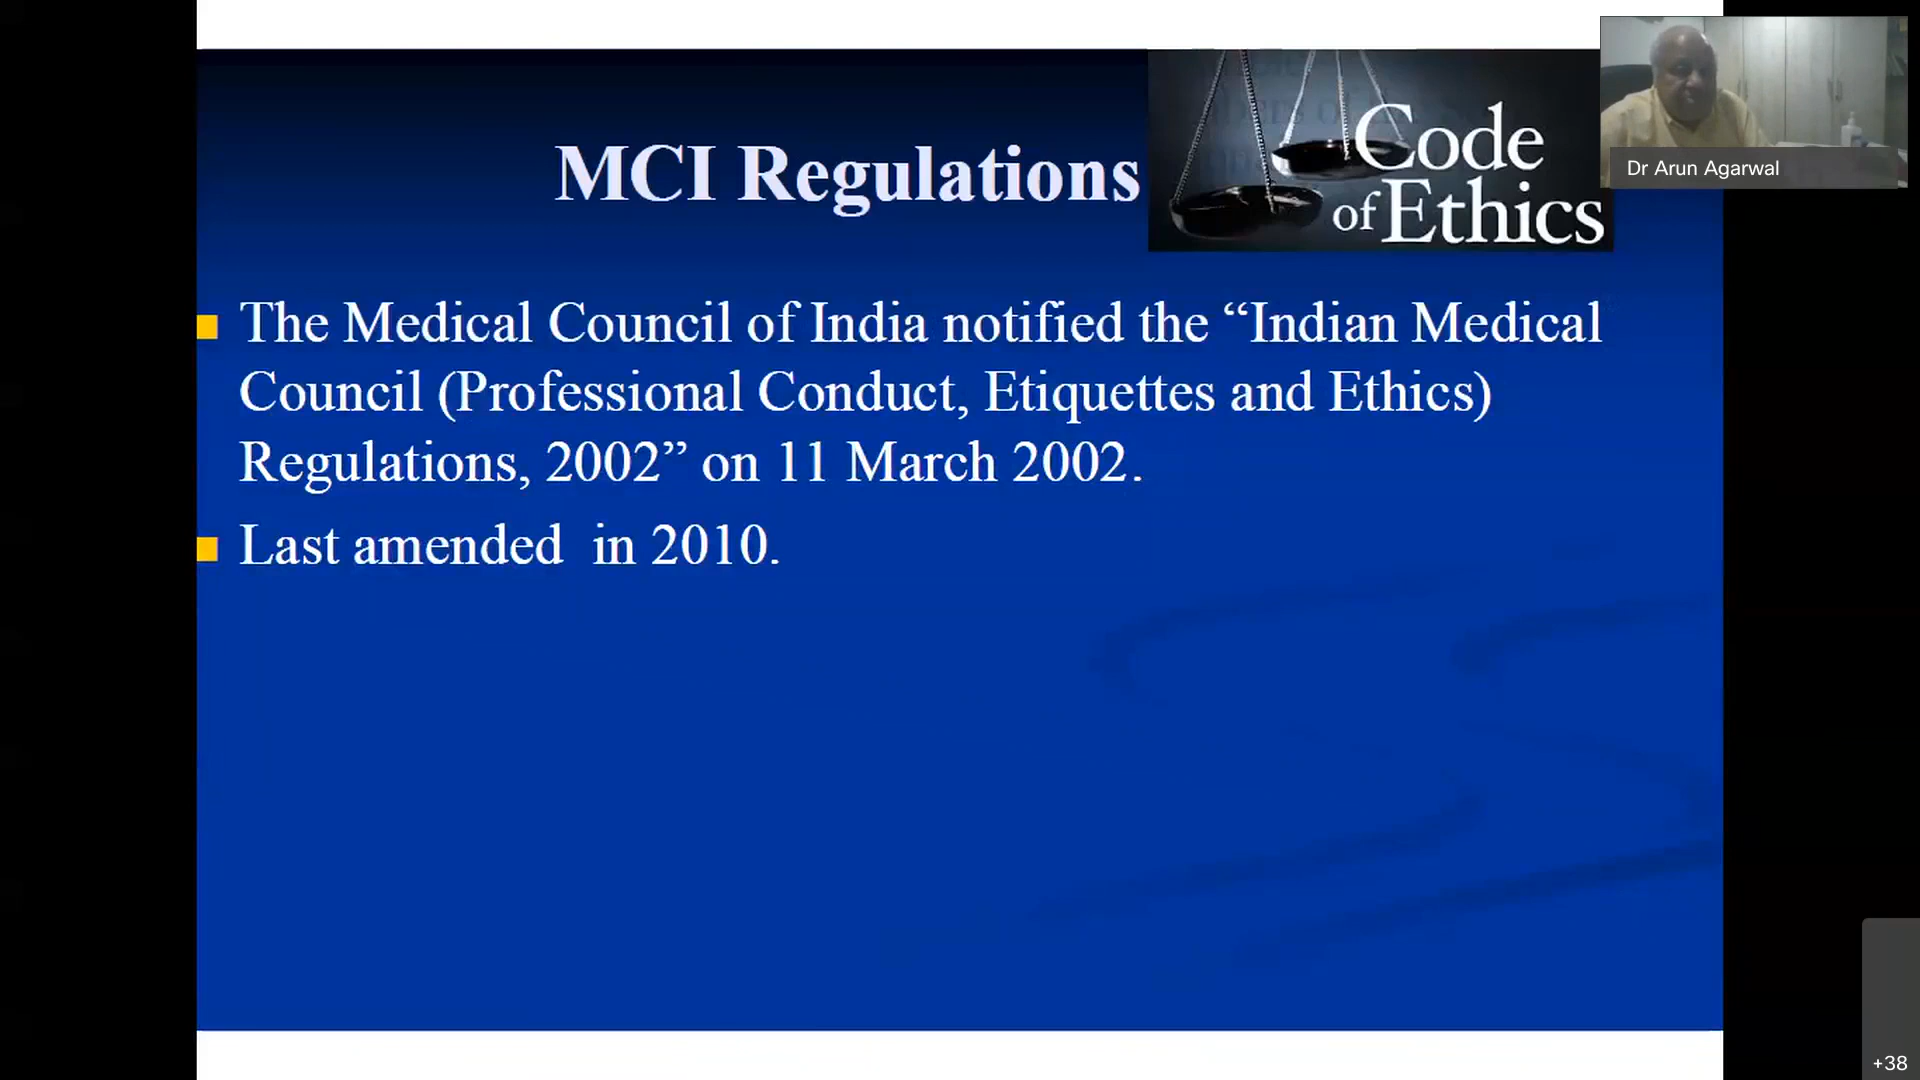 MCI Regulations
Code
of Ethics
Dr Arun Agarwal
The Medical Council of India notified the “Indian Medical
Council (Professional Conduct, Etiquettes and Ethics)
Regulations, 2002” on 11 March 2002.
Last amended  in 2010.
+38